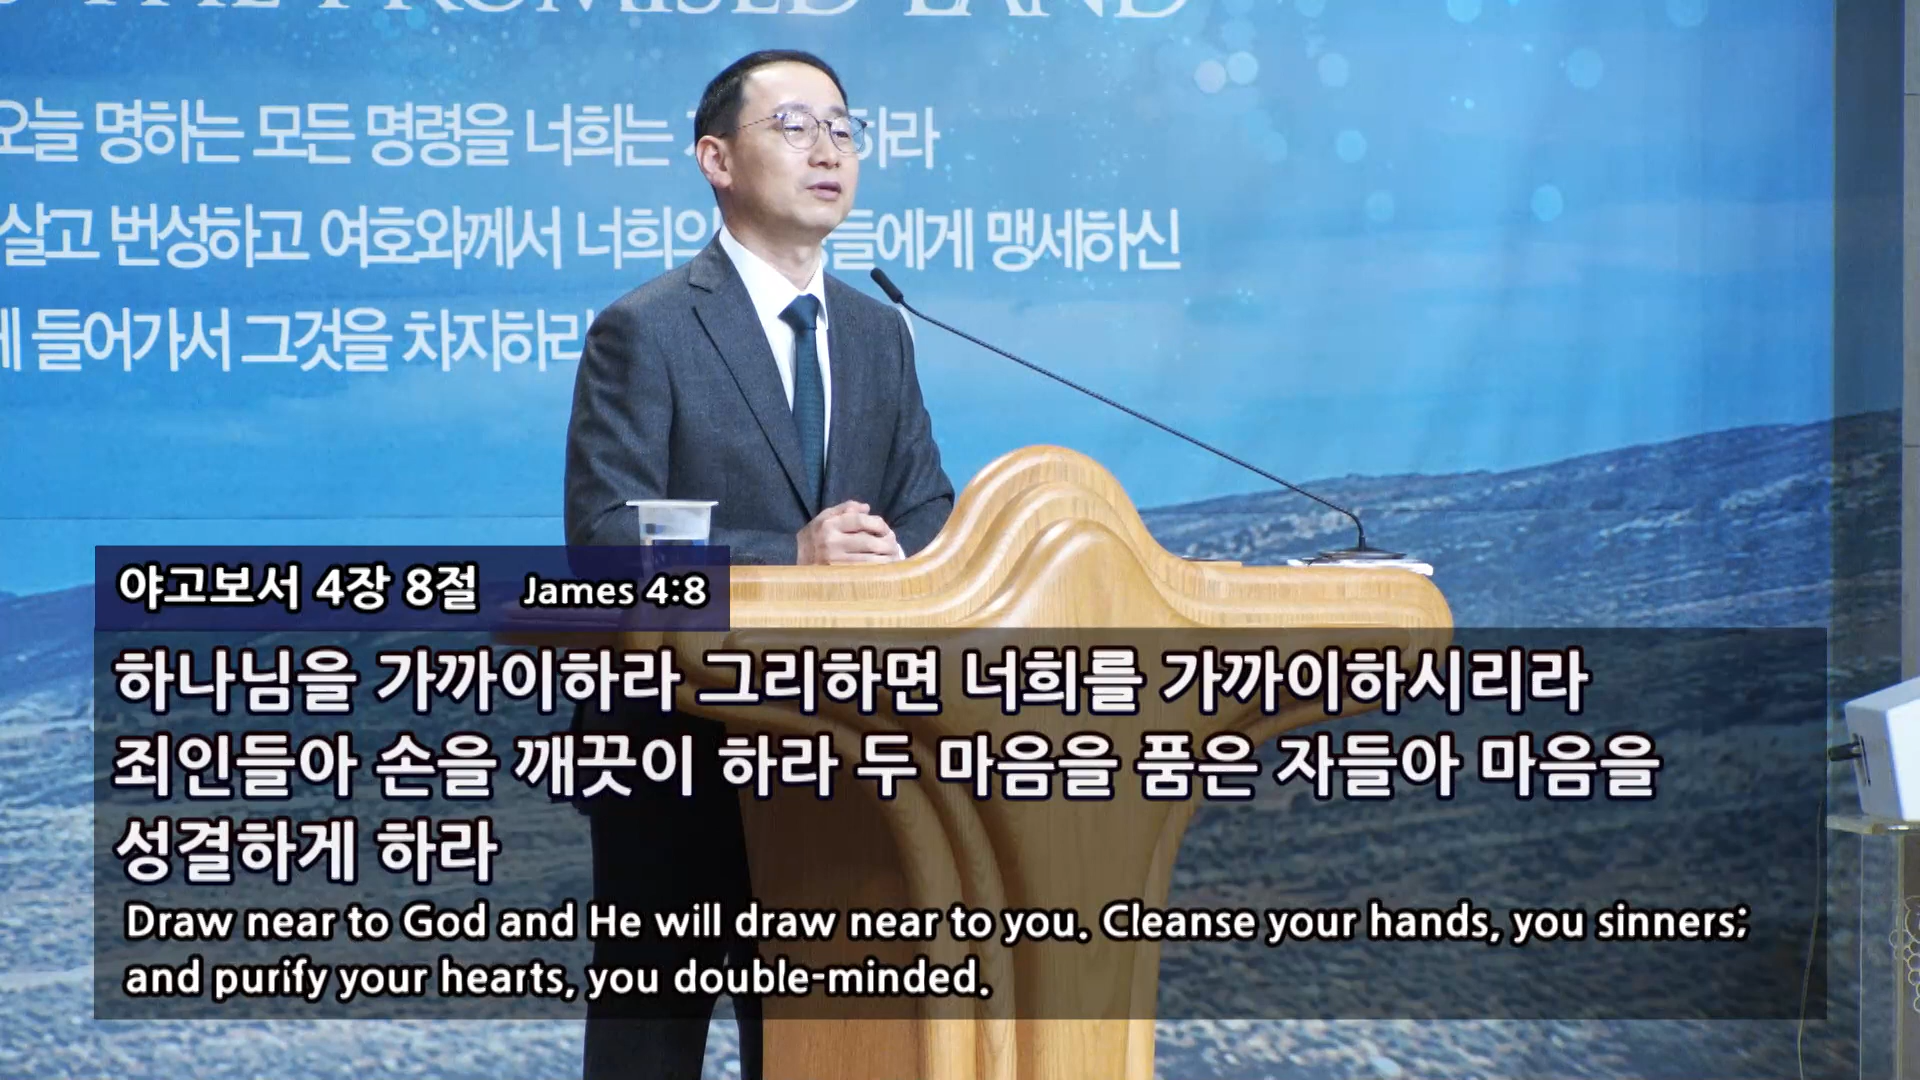 THE PROMISED LAND
오늘 명하는 모든 명령을 너희는 하라
살고 번성하고 여호와께서 너희의 들에게 맹세하신
들어가서 그것을 차지하라
야고보서 4장 8절 James 4:8
하나님을 가까이하라 그리하면 너희를 가까이하시리라
죄인들아 손을 깨끗이 하라 두 마음을 품은 자들아 마음을
성결하게 하라
Draw near to God and He will draw near to you. Cleanse your hands, you sinners;
and purify your hearts, you double-minded.